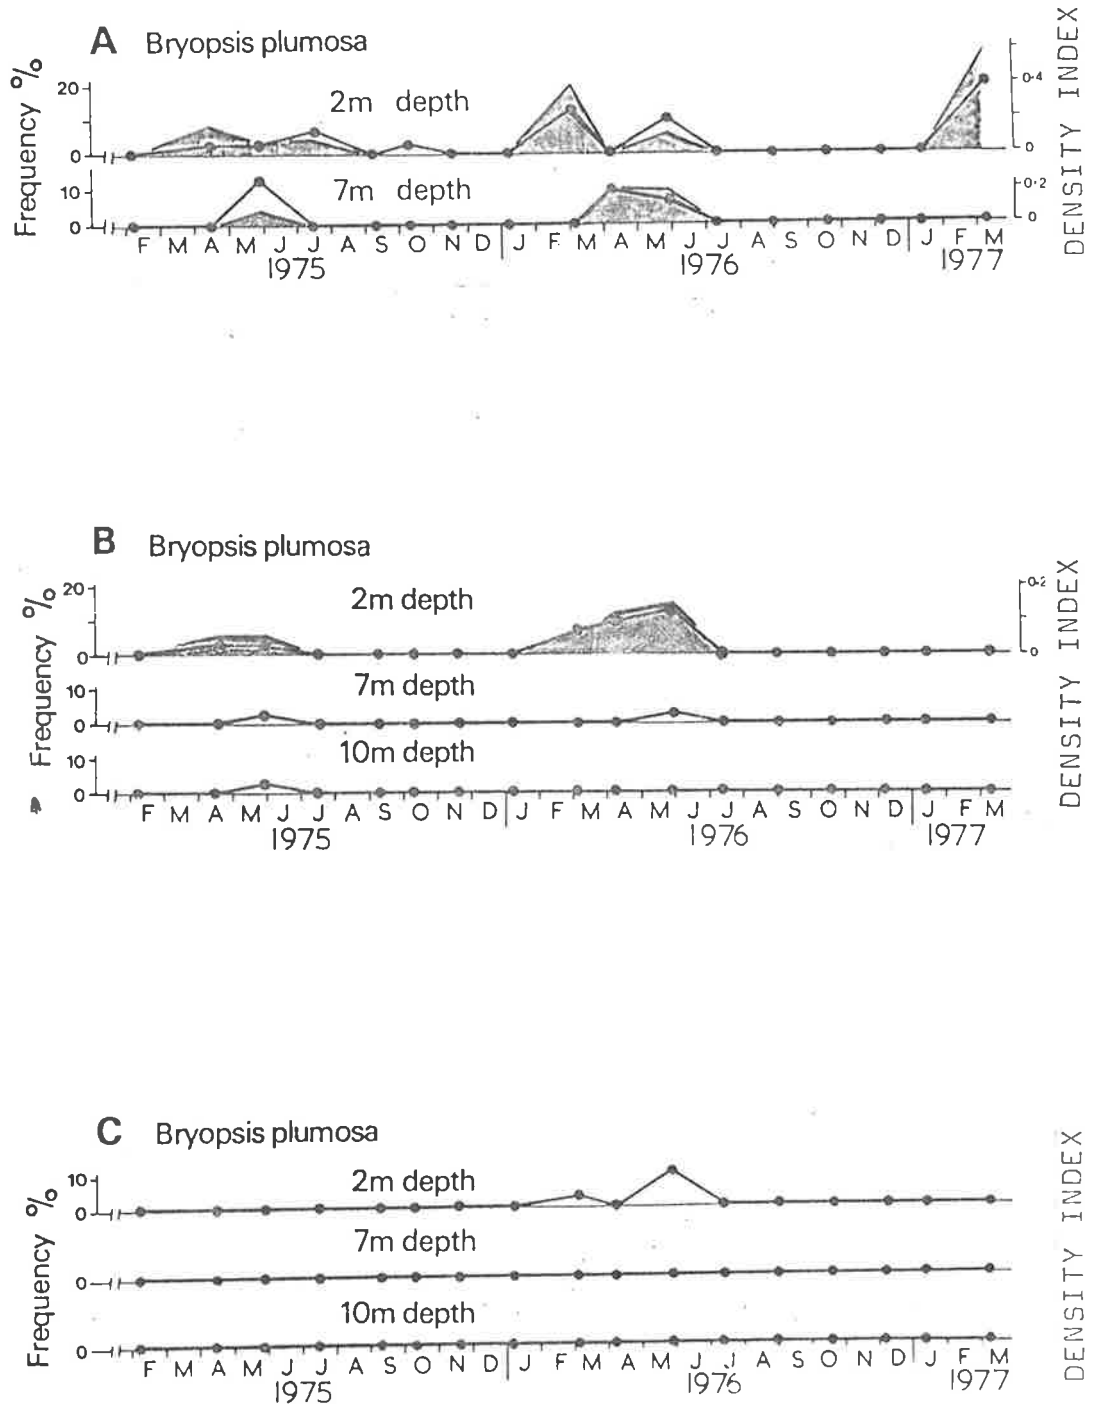 A Bryopsis plumosa
Frequency %
DENSITY INDEX
20
0
2m depth
0·4
0
10
0
7m depth
0·2
0
F M A M J J A S O N D J F M A M J J A S O N D J F M
1975 1976 1977
B Bryopsis plumosa
Frequency %
DENSITY INDEX
20
0
2m depth
0·2
0
10
0
7m depth
10
0
10m depth
F M A M J J A S O N D J F M A M J J A S O N D J F M
1975 1976 1977
C Bryopsis plumosa
Frequency %
DENSITY INDEX
10
0
2m depth
0
7m depth
0
10m depth
F M A M J J A S O N D J F M A M J J A S O N D J F M
1975 1976 1977